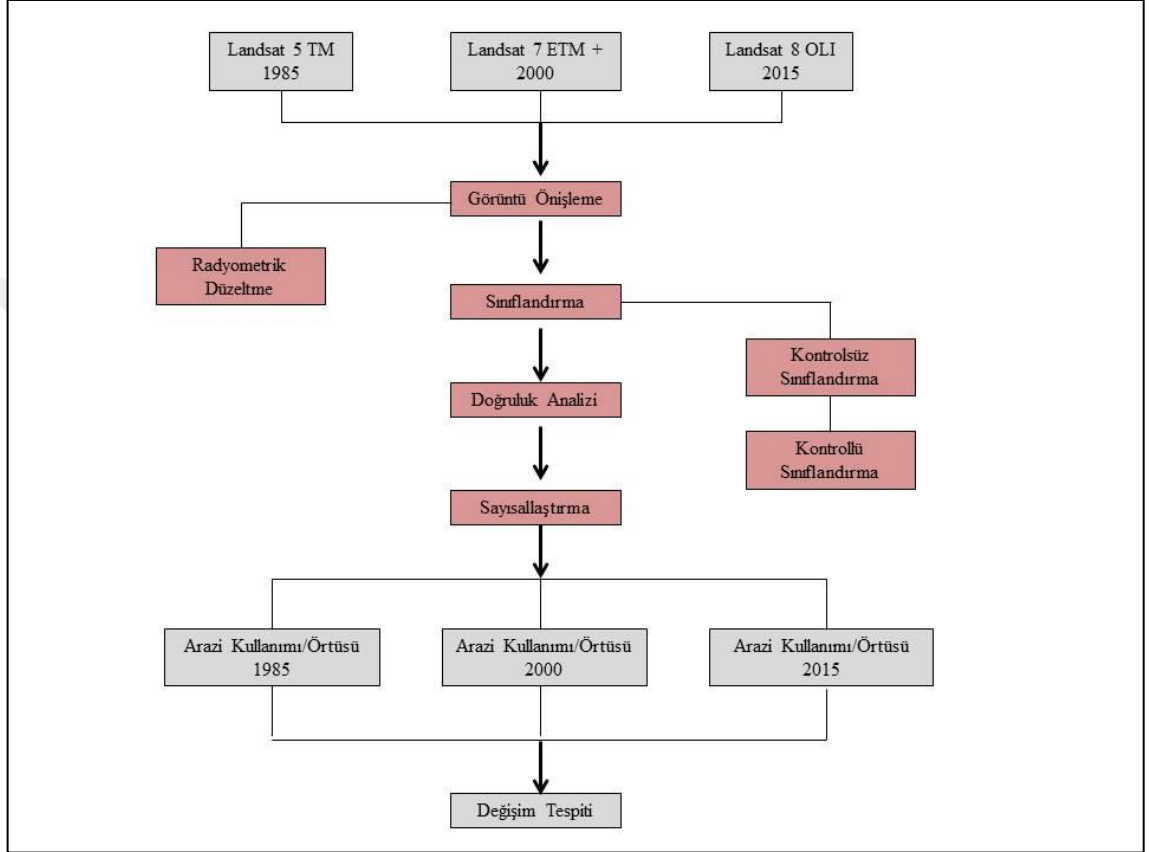 Landsat 5 TM
1985
Landsat 7 ETM +
2000
Landsat 8 OLI
2015
Görüntü Önişleme
Radyometrik
Düzeltme
Sınıflandırma
Kontrolsüz
Sınıflandırma
Doğruluk Analizi
Kontrollü
Sınıflandırma
Sayısallaştırma
Arazi Kullanımı/Örtüsü
1985
Arazi Kullanımı/Örtüsü
2000
Arazi Kullanımı/Örtüsü
2015
Değişim Tespiti